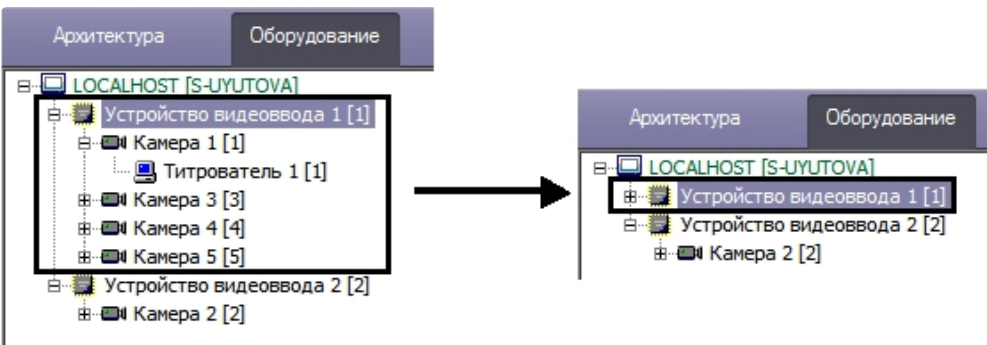 Архитектура Оборудование
LOCALHOST [S-UYUTOVA]
Устройство видеоввода 1 [1]
Камера 1 [1]
Титрователь 1 [1]
Камера 3 [3]
Камера 4 [4]
Камера 5 [5]
Устройство видеоввода 2 [2]
Камера 2 [2]
Архитектура Оборудование
LOCALHOST [S-UYUTOVA]
Устройство видеоввода 1 [1]
Устройство видеоввода 2 [2]
Камера 2 [2]